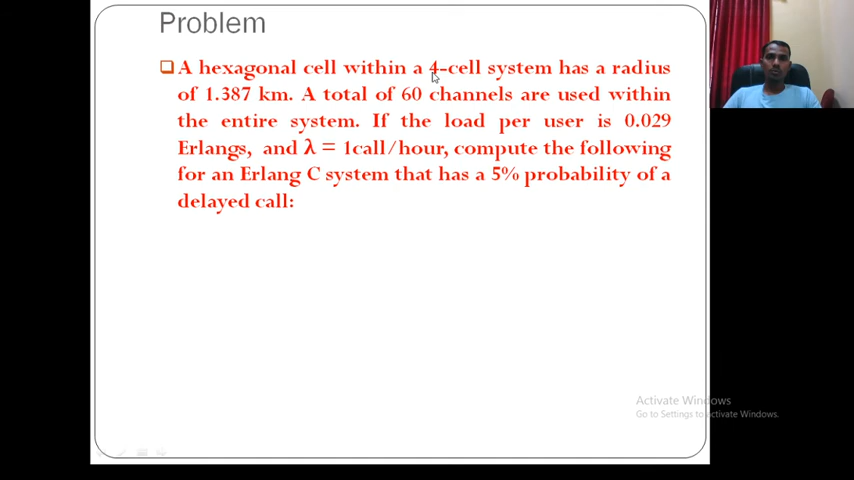 Problem
A hexagonal cell within a 4-cell system has a radius
of 1.387 km. A total of 60 channels are used within
the entire system. If the load per user is 0.029
Erlangs, and λ = 1call/hour, compute the following
for an Erlang C system that has a 5% probability of a
delayed call:
Activate Windows
Go to Settings to Activate Windows.